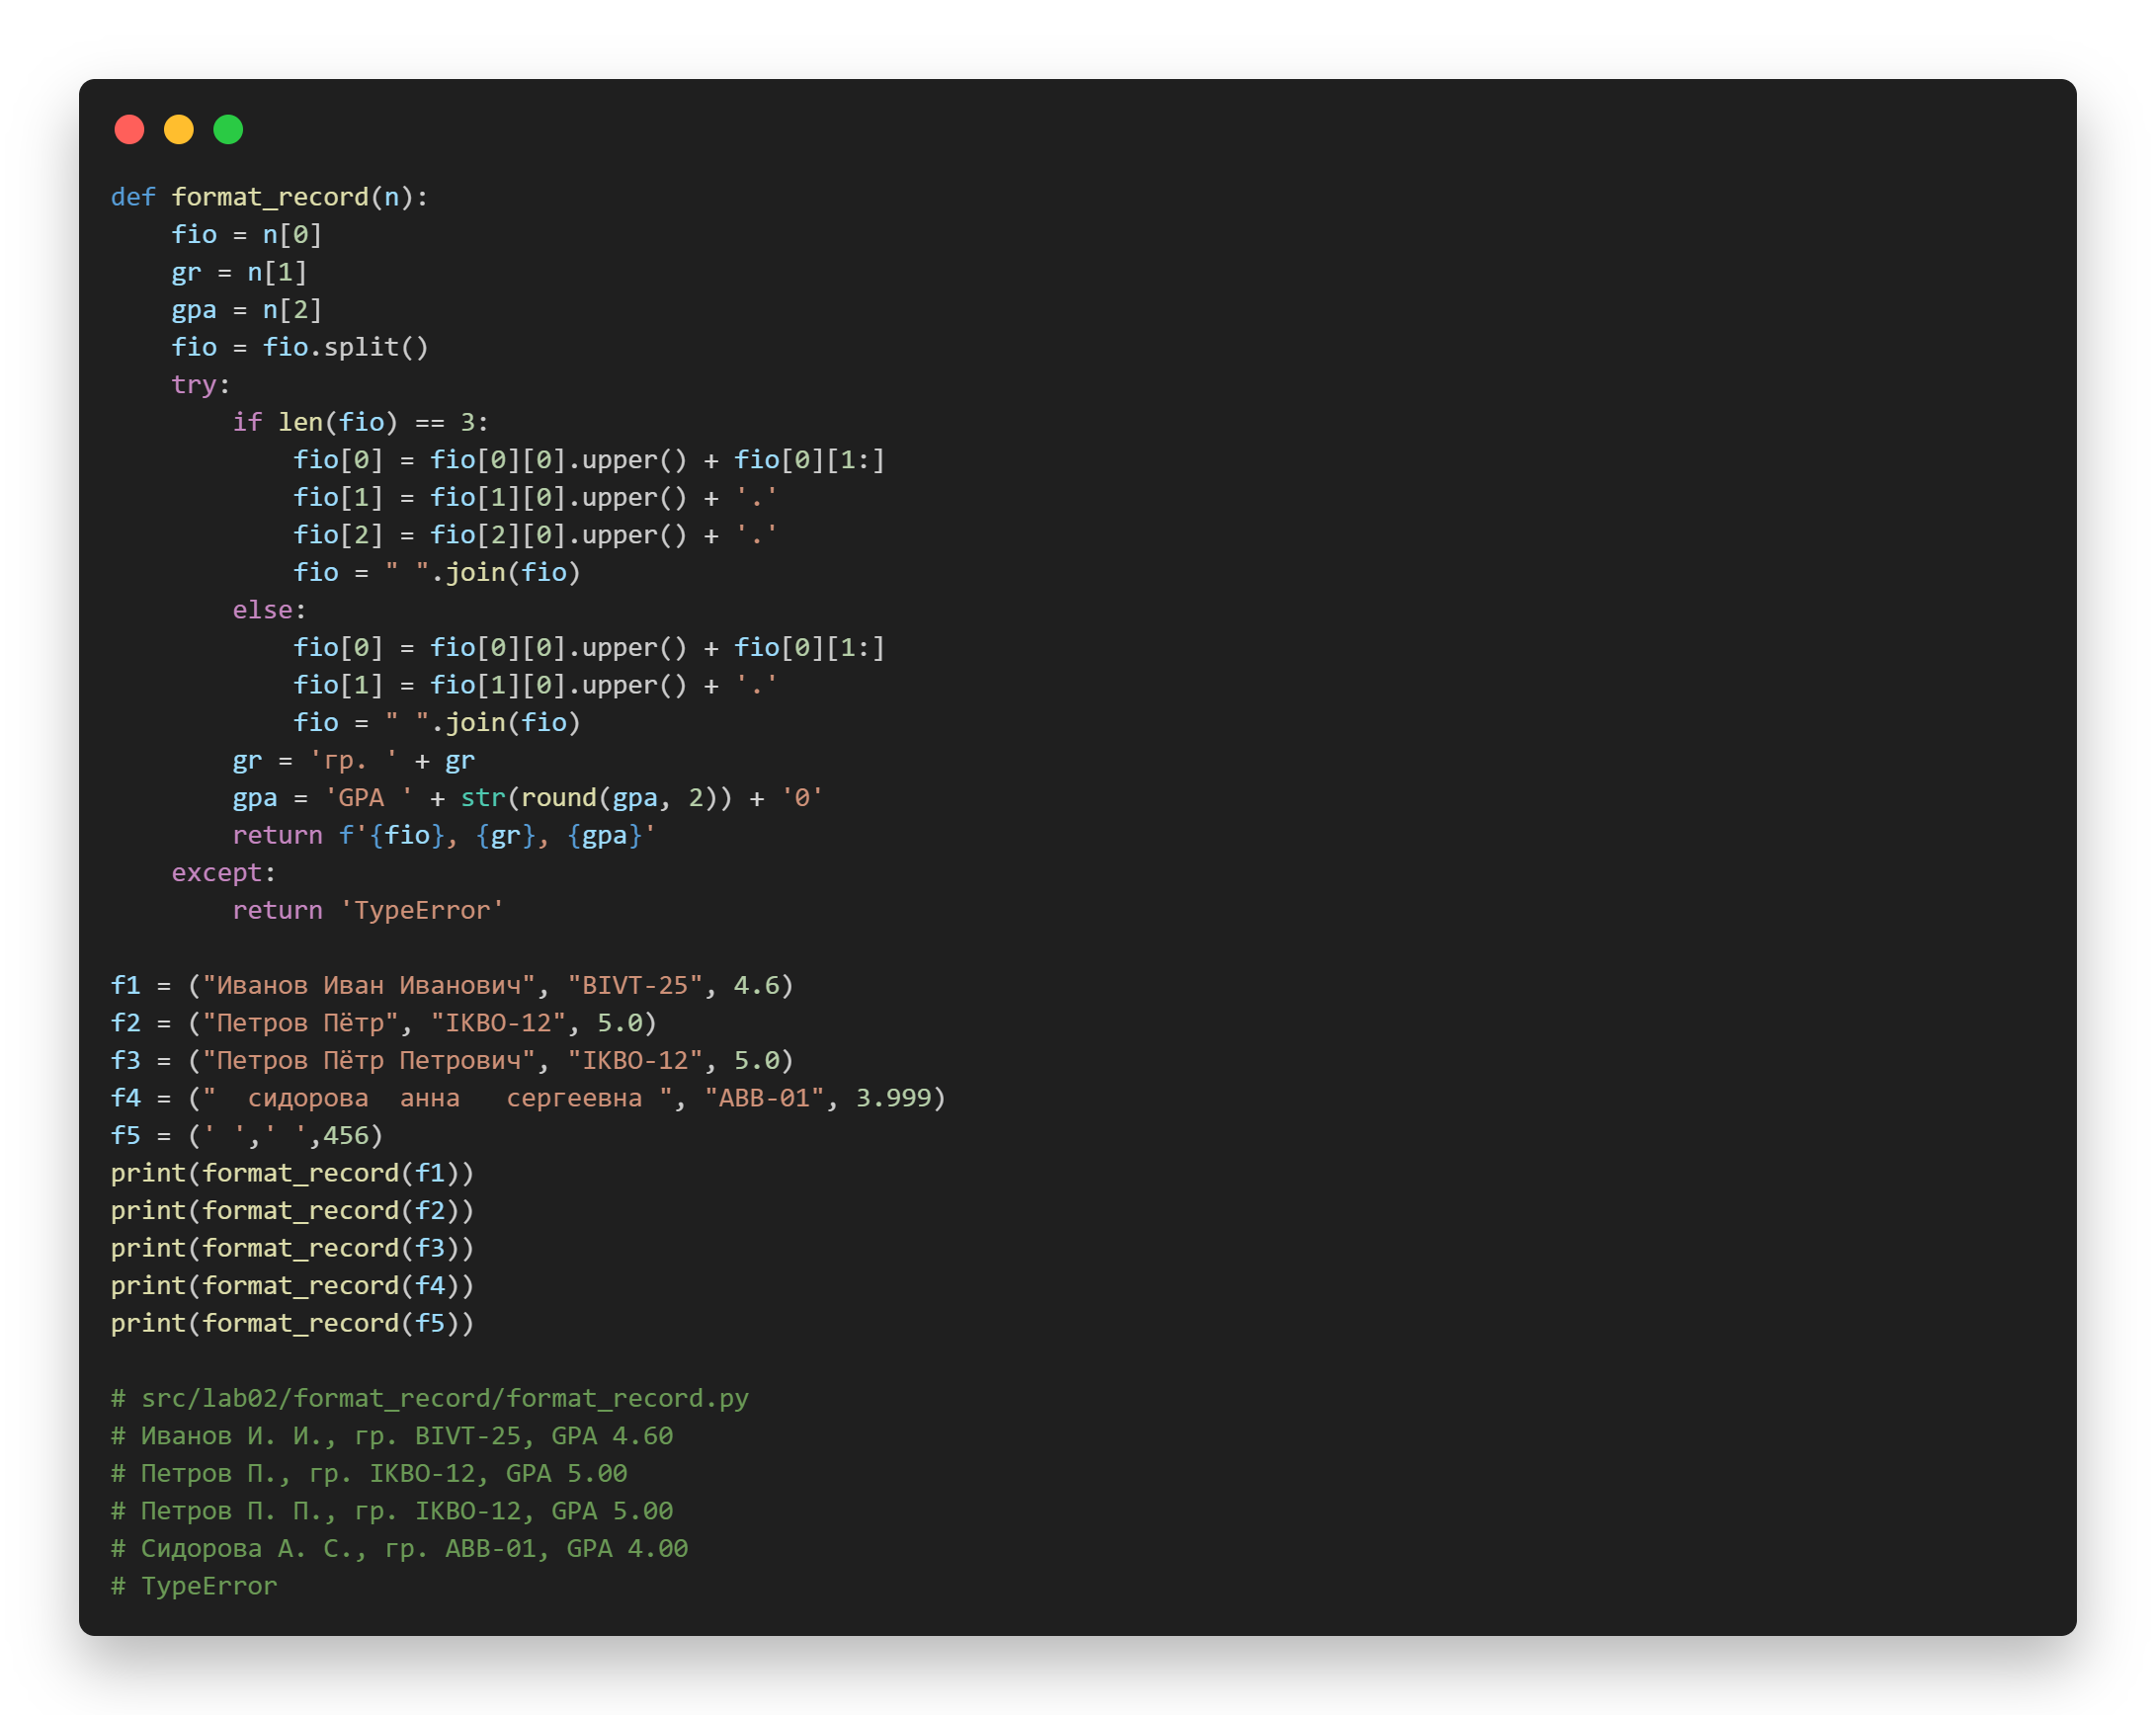 def format_record(n):
    fio = n[0]
    gr = n[1]
    gpa = n[2]
    fio = fio.split()
    try:
        if len(fio) == 3:
            fio[0] = fio[0][0].upper() + fio[0][1:]
            fio[1] = fio[1][0].upper() + '.'
            fio[2] = fio[2][0].upper() + '.'
            fio = " ".join(fio)
        else:
            fio[0] = fio[0][0].upper() + fio[0][1:]
            fio[1] = fio[1][0].upper() + '.'
            fio = " ".join(fio)
        gr = 'гр. ' + gr
        gpa = 'GPA ' + str(round(gpa, 2)) + '0'
        return f'{fio}, {gr}, {gpa}'
    except:
        return 'TypeError'

f1 = ("Иванов Иван Иванович", "BIVT-25", 4.6)
f2 = ("Петров Пётр", "IKBO-12", 5.0)
f3 = ("Петров Пётр Петрович", "IKBO-12", 5.0)
f4 = ("  сидорова  анна   сергеевна ", "ABB-01", 3.999)
f5 = (' ',' ',456)
print(format_record(f1))
print(format_record(f2))
print(format_record(f3))
print(format_record(f4))
print(format_record(f5))

# src/lab02/format_record/format_record.py
# Иванов И. И., гр. BIVT-25, GPA 4.60
# Петров П., гр. IKBO-12, GPA 5.00
# Петров П. П., гр. IKBO-12, GPA 5.00
# Сидорова А. С., гр. ABB-01, GPA 4.00
# TypeError